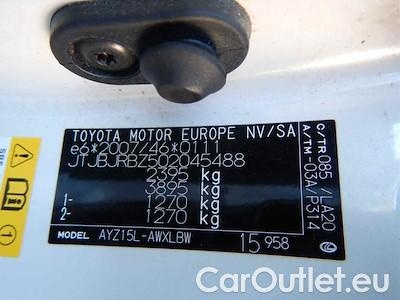 TOYOTA MOTOR EUROPE NV/SA
e6*2007/46*0111
JTJBJRBZ502045488
2395 kg
3895 kg
1- 1270 kg
2- 1270 kg
MODEL AYZ15L-AWXLBW
15 958
C/TR 085 /LA20
A/TM -03A/P314
CarOutlet.eu